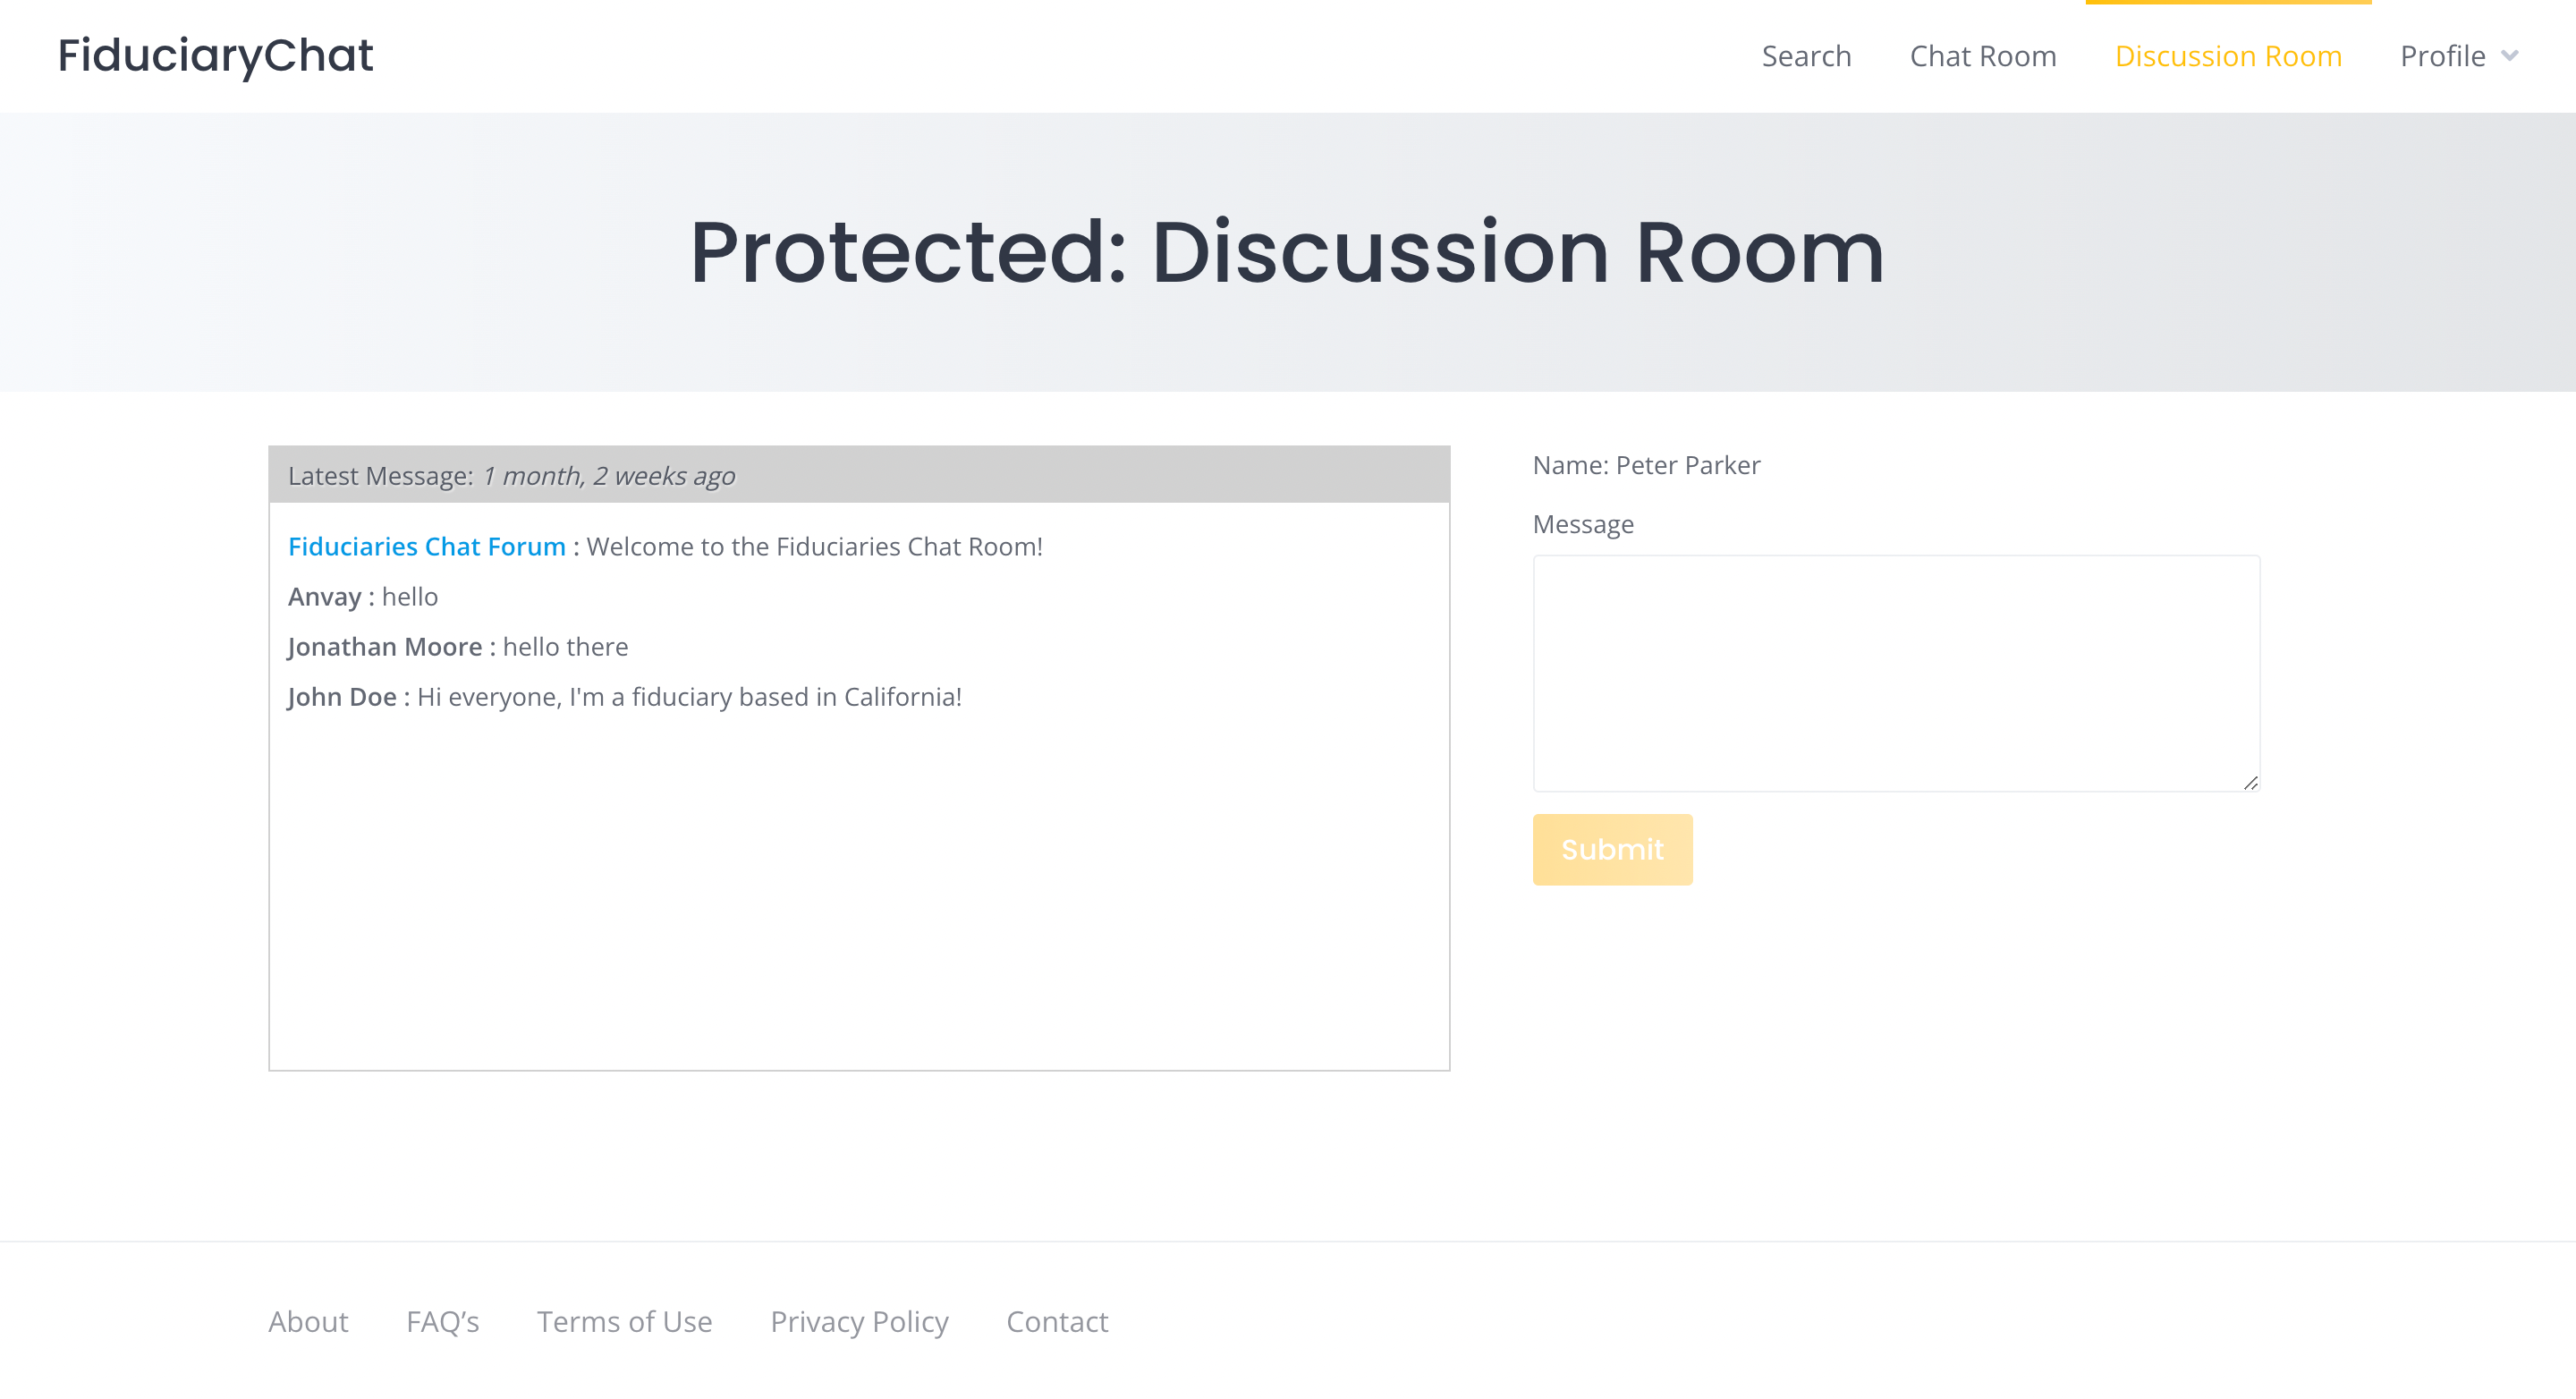 FiduciaryChat
Search Chat Room Discussion Room Profile
Protected: Discussion Room
Latest Message: 1 month, 2 weeks ago
Fiduciaries Chat Forum : Welcome to the Fiduciaries Chat Room!
Anvay : hello
Jonathan Moore : hello there
John Doe : Hi everyone, I'm a fiduciary based in California!
Name: Peter Parker
Message
Submit
About FAQ’s Terms of Use Privacy Policy Contact